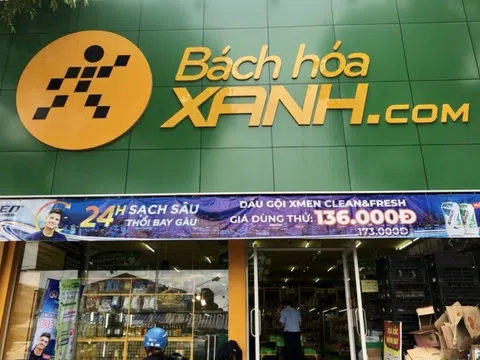 Bách hóa
XANH.COM
24H SẠCH SÂU
THỔI BAY GÀU
DẦU GỘI XMEN CLEAN&FRESH
GIÁ DÙNG THỬ: 136.000Đ
173.000Đ